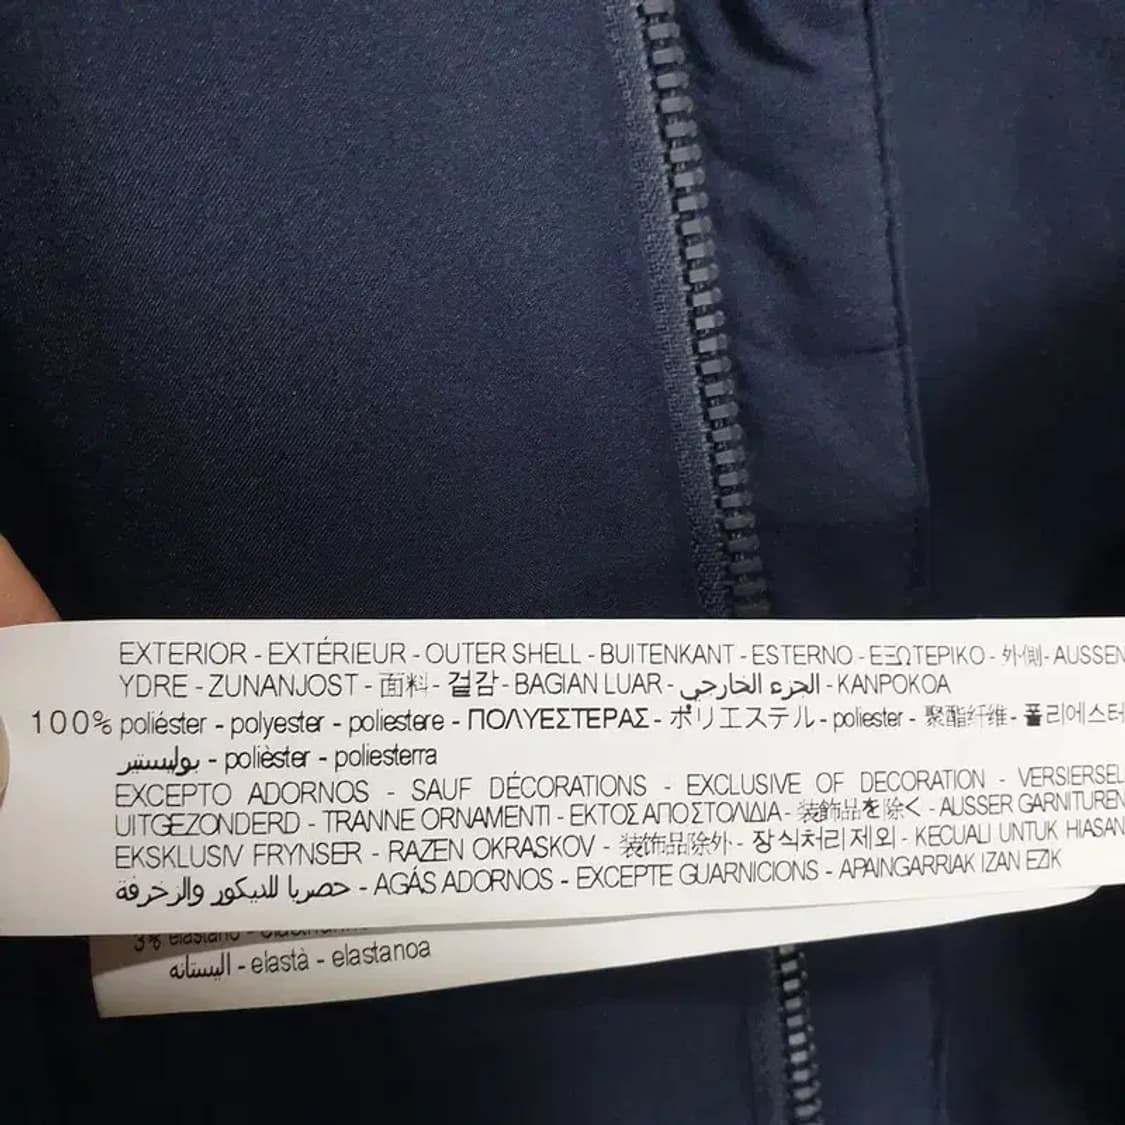 EXTERIOR - EXTÉRIEUR - OUTER SHELL - BUITENKANT - ESTERNO - ΕΞΩΤΕΡΙΚΟ - 外側 - AUSSEN
YDRE - ZUNANJOST - 面料 - 겉감 - BAGIAN LUAR - الجزء الخارجي - KANPOKOA
100% poliéster - polyester - poliestere - ΠΟΛΥΕΣΤΕΡΑΣ - ポリエステル - poliester - 聚酯纤维 - 폴리에스터
بوليستير - polièster - poliesterra
EXCEPTO ADORNOS - SAUF DÉCORATIONS - EXCLUSIVE OF DECORATION - VERSIERSEL
UITGEZONDERD - TRANNE ORNAMENTI - ΕΚΤΟΣ ΑΠΟ ΣΤΟΛΙΔΙΑ - 装飾品を除く - AUSSER GARNITUREN
EKSKLUSIV FRYNSER - RAZEN OKRASKOV - 装饰品除外 - 장식처리제외 - KECUALI UNTUK HIASAN
حصريا للديكور والزخرفة - AGÁS ADORNOS - EXCEPTE GUARNICIONS - APAINGARRIAK IZAN EZIK
3% elastano
اليستانه - elastà - elastanoa